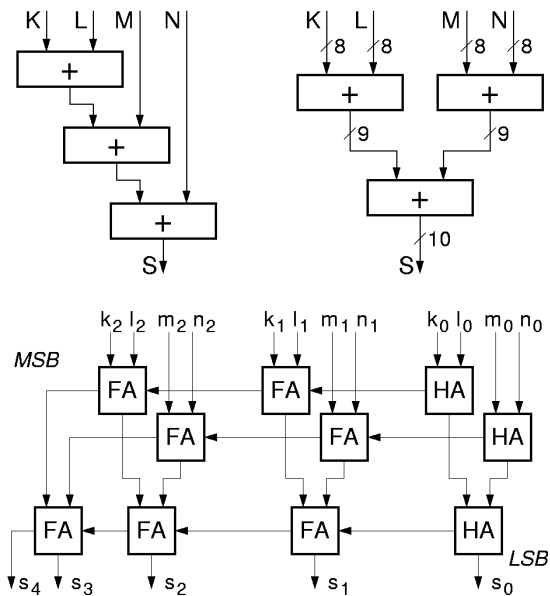 K L M N
+
+
+
S
K L M N
8 8 8 8
+ +
9 9
+
10
S
k2 l2 m2 n2 k1 l1 m1 n1 k0 l0 m0 n0
MSB
FA FA HA
FA FA HA
FA FA FA HA
LSB
s4 s3 s2 s1 s0